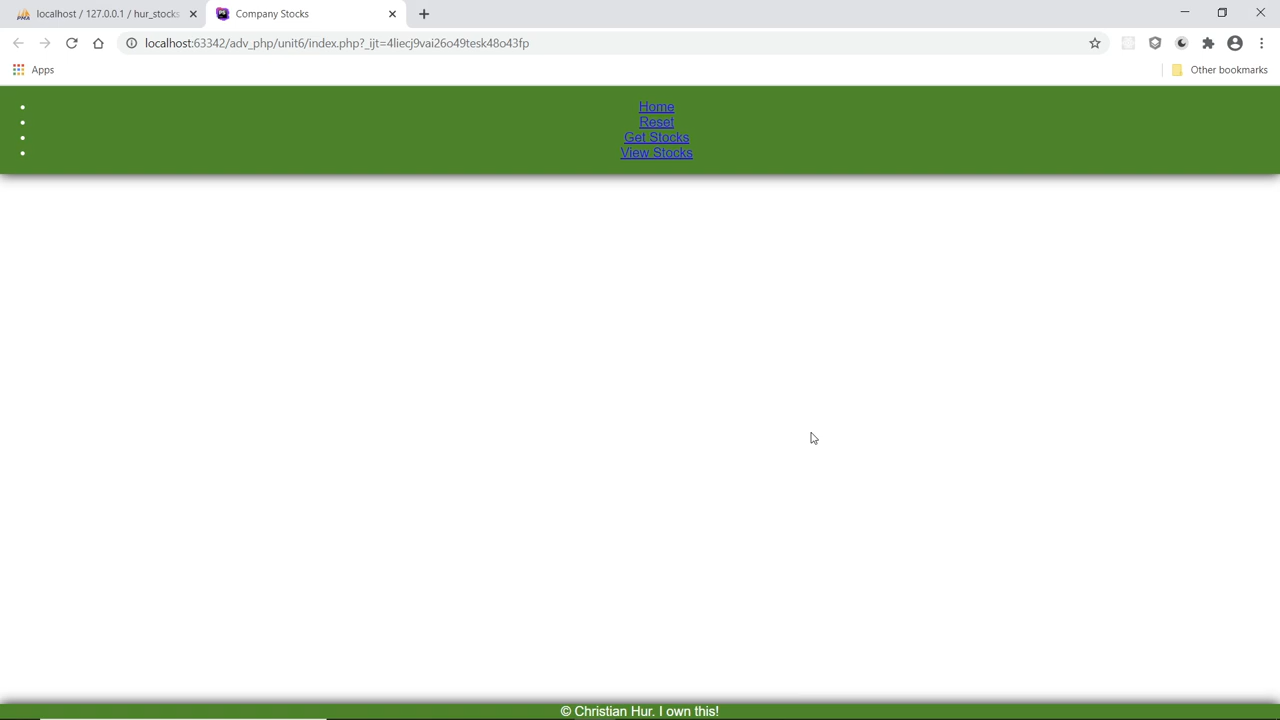 localhost / 127.0.0.1 / hur_stocks
Company Stocks
localhost:63342/adv_php/unit6/index.php?_ijt=4liecj9vai26o49tesk48o43fp
Apps
Other bookmarks
Home
Reset
Get Stocks
View Stocks
© Christian Hur. I own this!